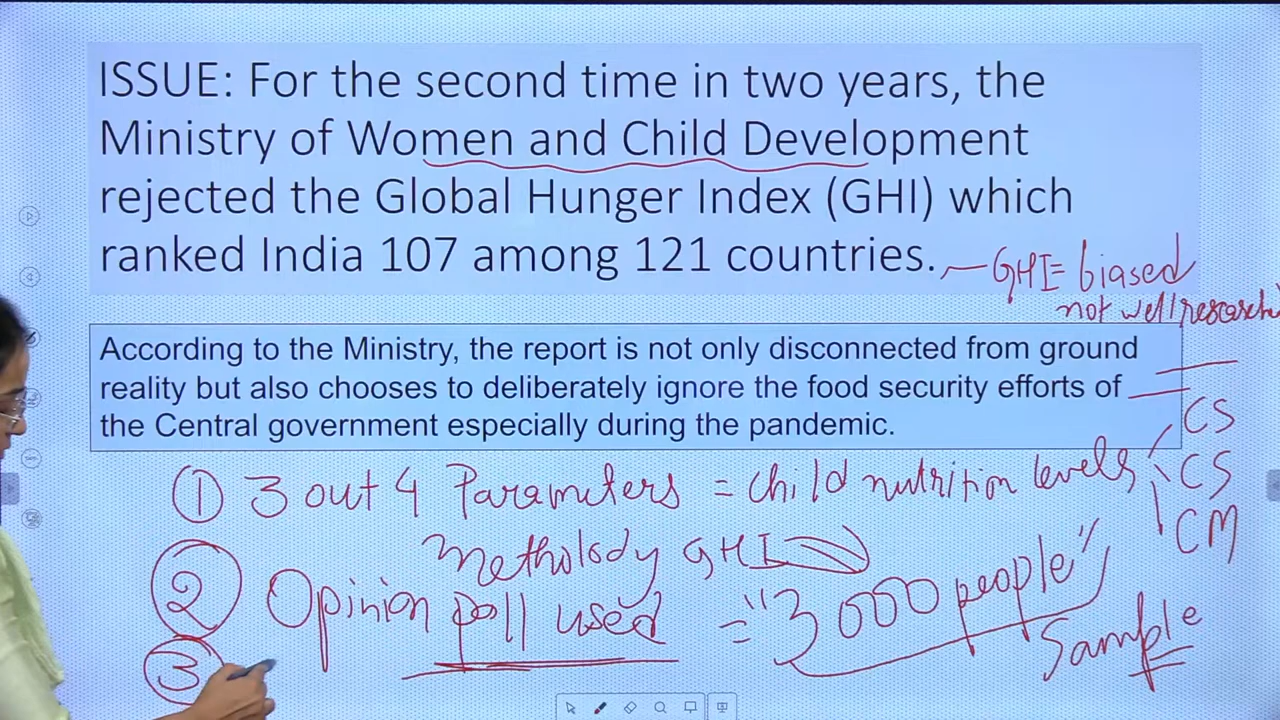 ISSUE: For the second time in two years, the
Ministry of Women and Child Development
rejected the Global Hunger Index (GHI) which
ranked India 107 among 121 countries.
GHI = biased
not well
According to the Ministry, the report is not only disconnected from ground
reality but also chooses to deliberately ignore the food security efforts of
the Central government especially during the pandemic.
① 3 out 4 Parameters = child nutrition levels
CS
CS
CM
Metholody GHI
② Opinion poll used = "3000 people"
Sample
③